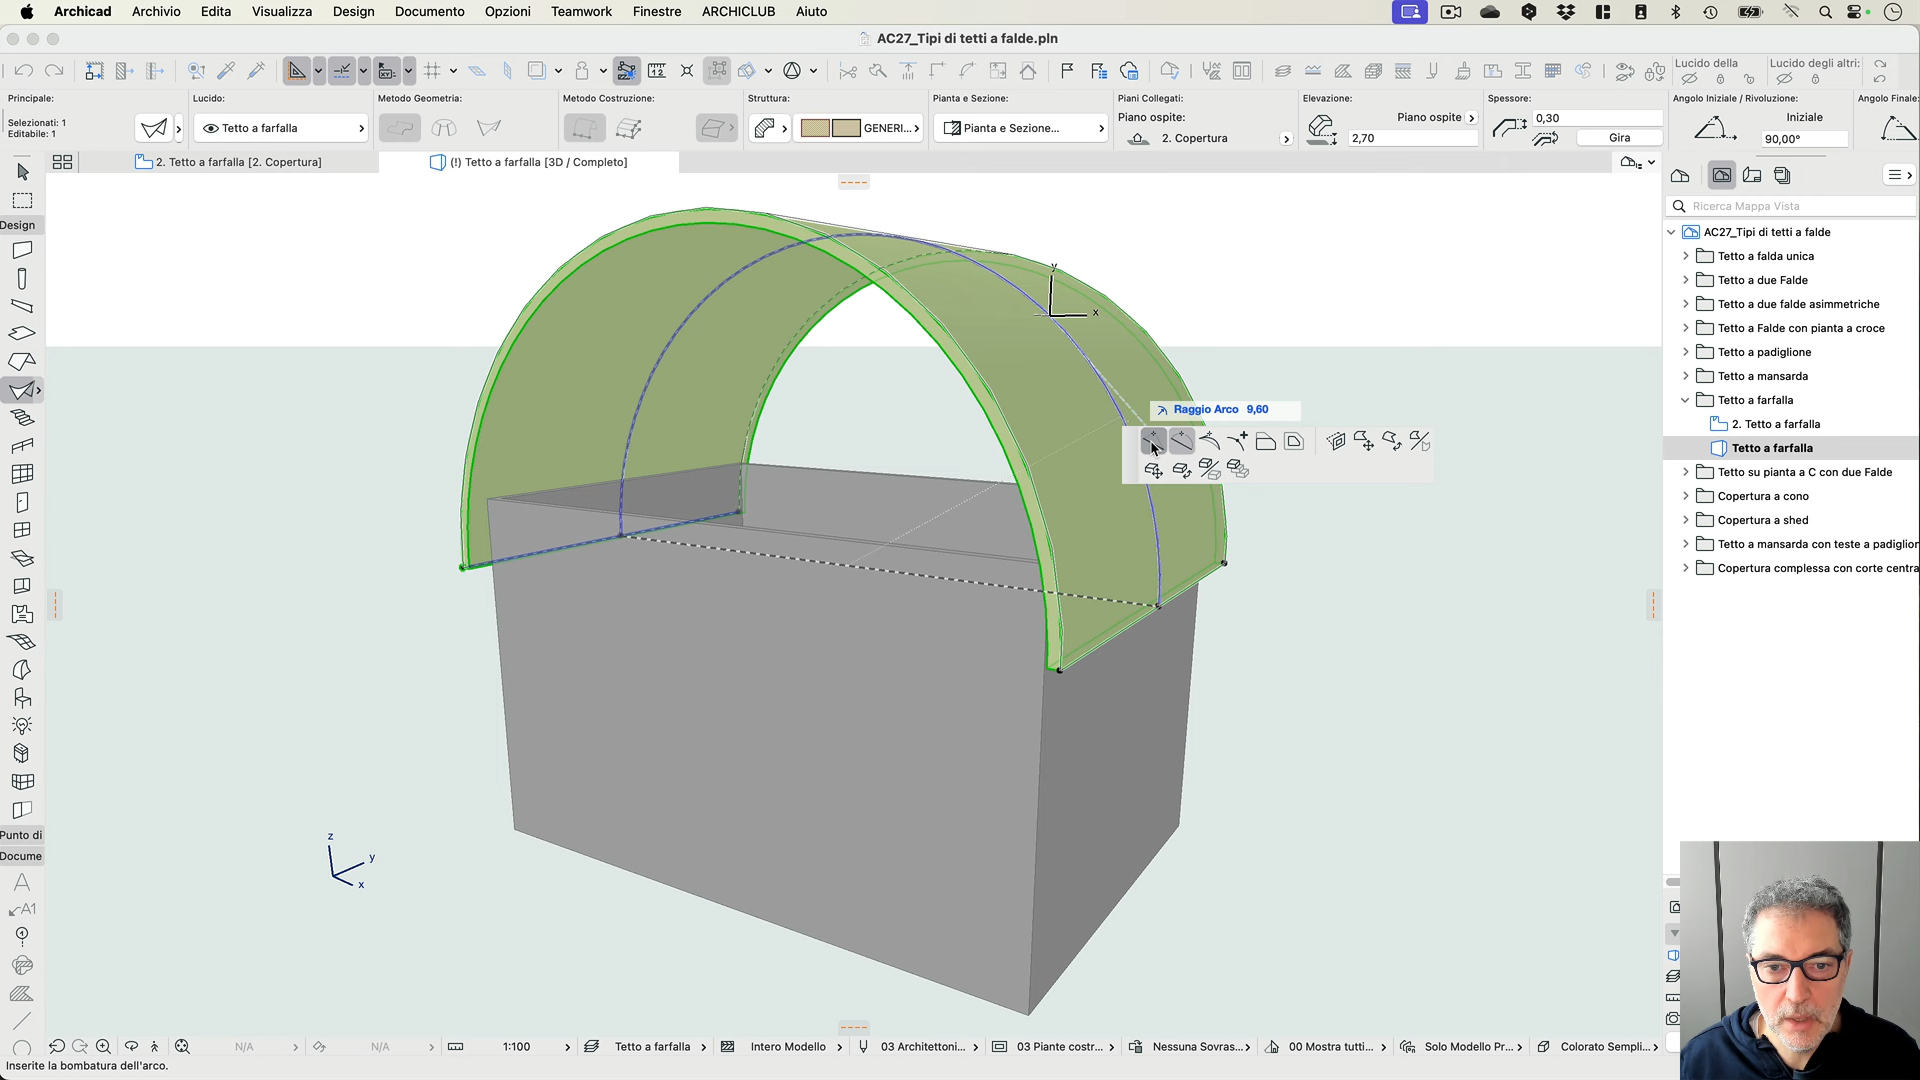 Archicad Archivio Edita Visualizza Design Documento Opzioni Teamwork Finestre ARCHICLUB Aiuto
AC27_Tipi di tetti a falde.pln
Lucido della
Lucido degli altri:
Principale:
Lucido:
Metodo Geometria:
Metodo Costruzione:
Struttura:
Pianta e Sezione:
Piani Collegati:
Elevazione:
Spessore:
Angolo Iniziale / Rivoluzione:
Angolo Finale:
Selezionati: 1
Editabile: 1
Tetto a farfalla
GENERI...
Pianta e Sezione...
Piano ospite:
2. Copertura
Piano ospite
2,70
0,30
Gira
Iniziale
90,00°
2. Tetto a farfalla [2. Copertura]
(!) Tetto a farfalla [3D / Completo]
Design
Ricerca Mappa Vista
AC27_Tipi di tetti a falde
Tetto a falda unica
Tetto a due Falde
Tetto a due falde asimmetriche
Tetto a Falde con pianta a croce
Tetto a padiglione
Tetto a mansarda
Tetto a farfalla
2. Tetto a farfalla
Tetto a farfalla
Tetto su pianta a C con due Falde
Copertura a cono
Copertura a shed
Tetto a mansarda con teste a padiglion
Copertura complessa con corte centra
y
x
Raggio Arco 9,60
z
y
x
Punto di
Docume
A
A1
N/A
N/A
1:100
Tetto a farfalla
Intero Modello
03 Architettoni...
03 Piante costr...
Nessuna Sovras...
00 Mostra tutti...
Solo Modello Pr...
Colorato Sempli...
Inserite la bombatura dell'arco.